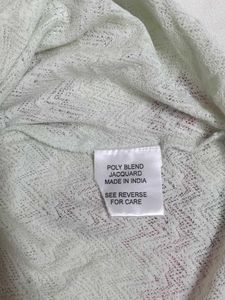 POLY BLEND
JACQUARD
MADE IN INDIA
SEE REVERSE
FOR CARE